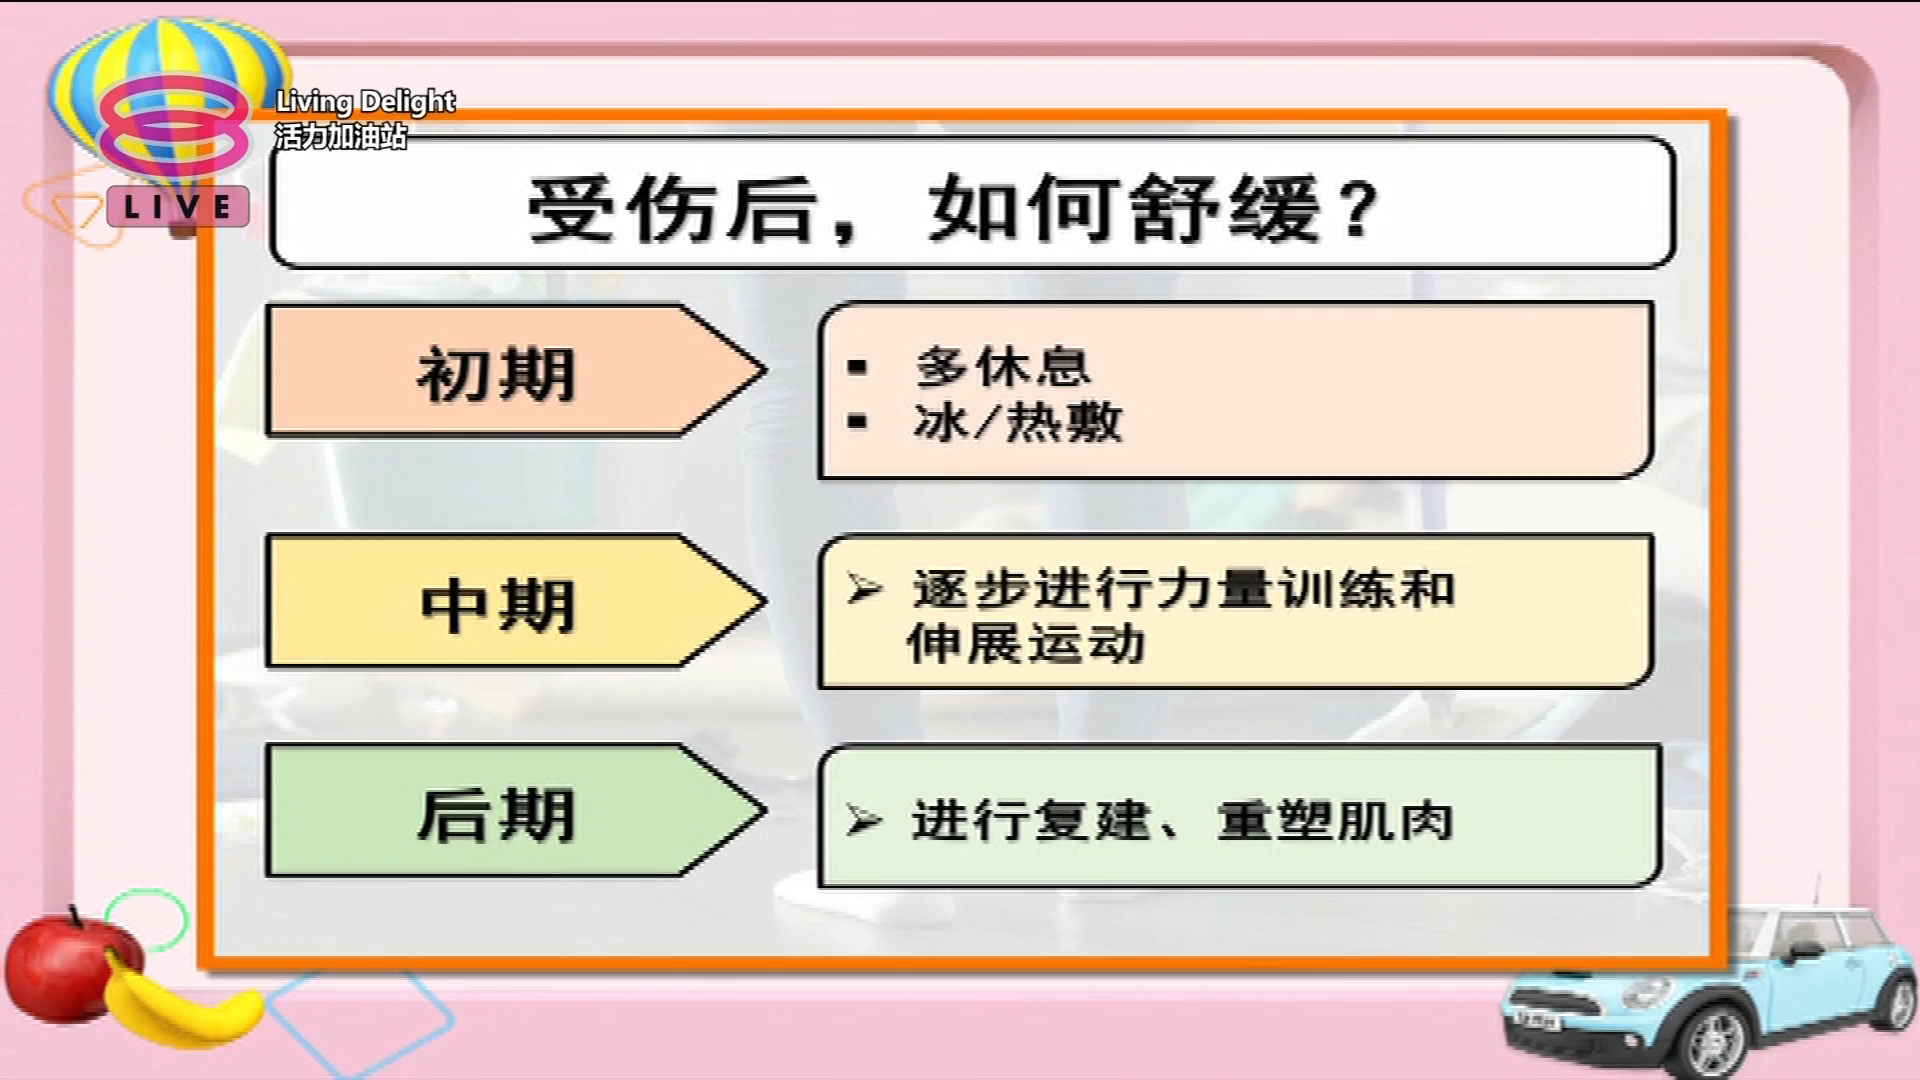 Living Delight
活力加油站
LIVE
受伤后，如何舒缓？
初期
▪ 多休息
▪ 冰/热敷
中期
➢ 逐步进行力量训练和
伸展运动
后期
➢ 进行复建、重塑肌肉